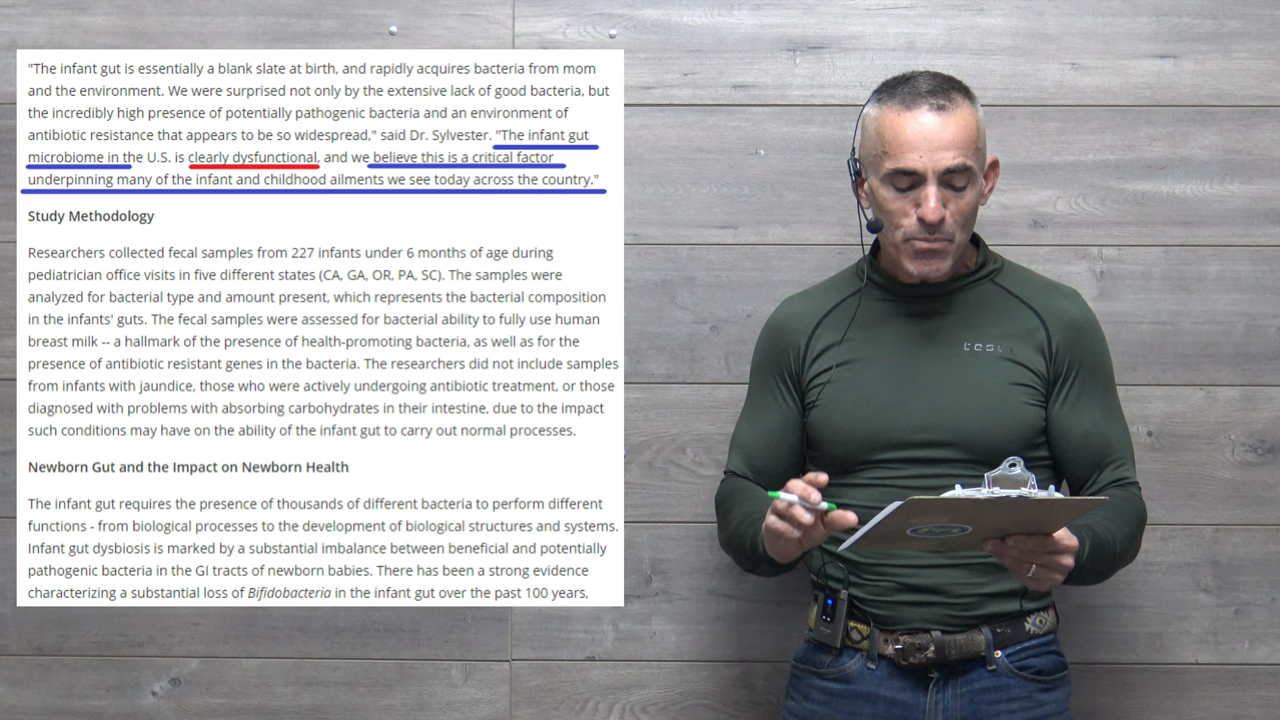 "The infant gut is essentially a blank slate at birth, and rapidly acquires bacteria from mom
and the environment. We were surprised not only by the extensive lack of good bacteria, but
the incredibly high presence of potentially pathogenic bacteria and an environment of
antibiotic resistance that appears to be so widespread," said Dr. Sylvester. "The infant gut
microbiome in the U.S. is clearly dysfunctional, and we believe this is a critical factor
underpinning many of the infant and childhood ailments we see today across the country."
Study Methodology
Researchers collected fecal samples from 227 infants under 6 months of age during
pediatrician office visits in five different states (CA, GA, OR, PA, SC). The samples were
analyzed for bacterial type and amount present, which represents the bacterial composition
in the infants' guts. The fecal samples were assessed for bacterial ability to fully use human
breast milk -- a hallmark of the presence of health-promoting bacteria, as well as for the
presence of antibiotic resistant genes in the bacteria. The researchers did not include samples
from infants with jaundice, those who were actively undergoing antibiotic treatment, or those
diagnosed with problems with absorbing carbohydrates in their intestine, due to the impact
such conditions may have on the ability of the infant gut to carry out normal processes.
Newborn Gut and the Impact on Newborn Health
The infant gut requires the presence of thousands of different bacteria to perform different
functions - from biological processes to the development of biological structures and systems.
Infant gut dysbiosis is marked by a substantial imbalance between beneficial and potentially
pathogenic bacteria in the GI tracts of newborn babies. There has been a strong evidence
characterizing a substantial loss of Bifidobacteria in the infant gut over the past 100 years,